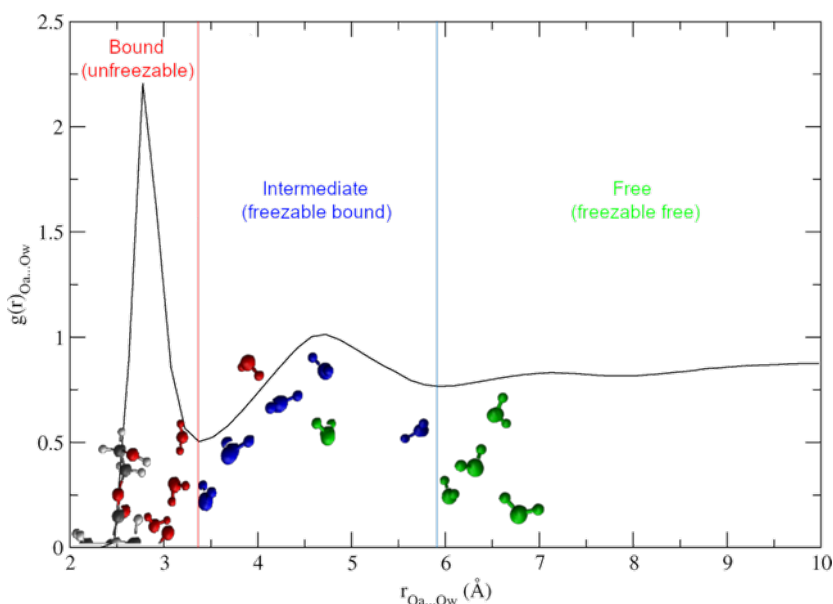 2.5
2
1.5
1
0.5
0
g(r)Oa...Ow
Bound
(unfreezable)
Intermediate
(freezable bound)
Free
(freezable free)
2 3 4 5 6 7 8 9 10
rOa...Ow (Å)